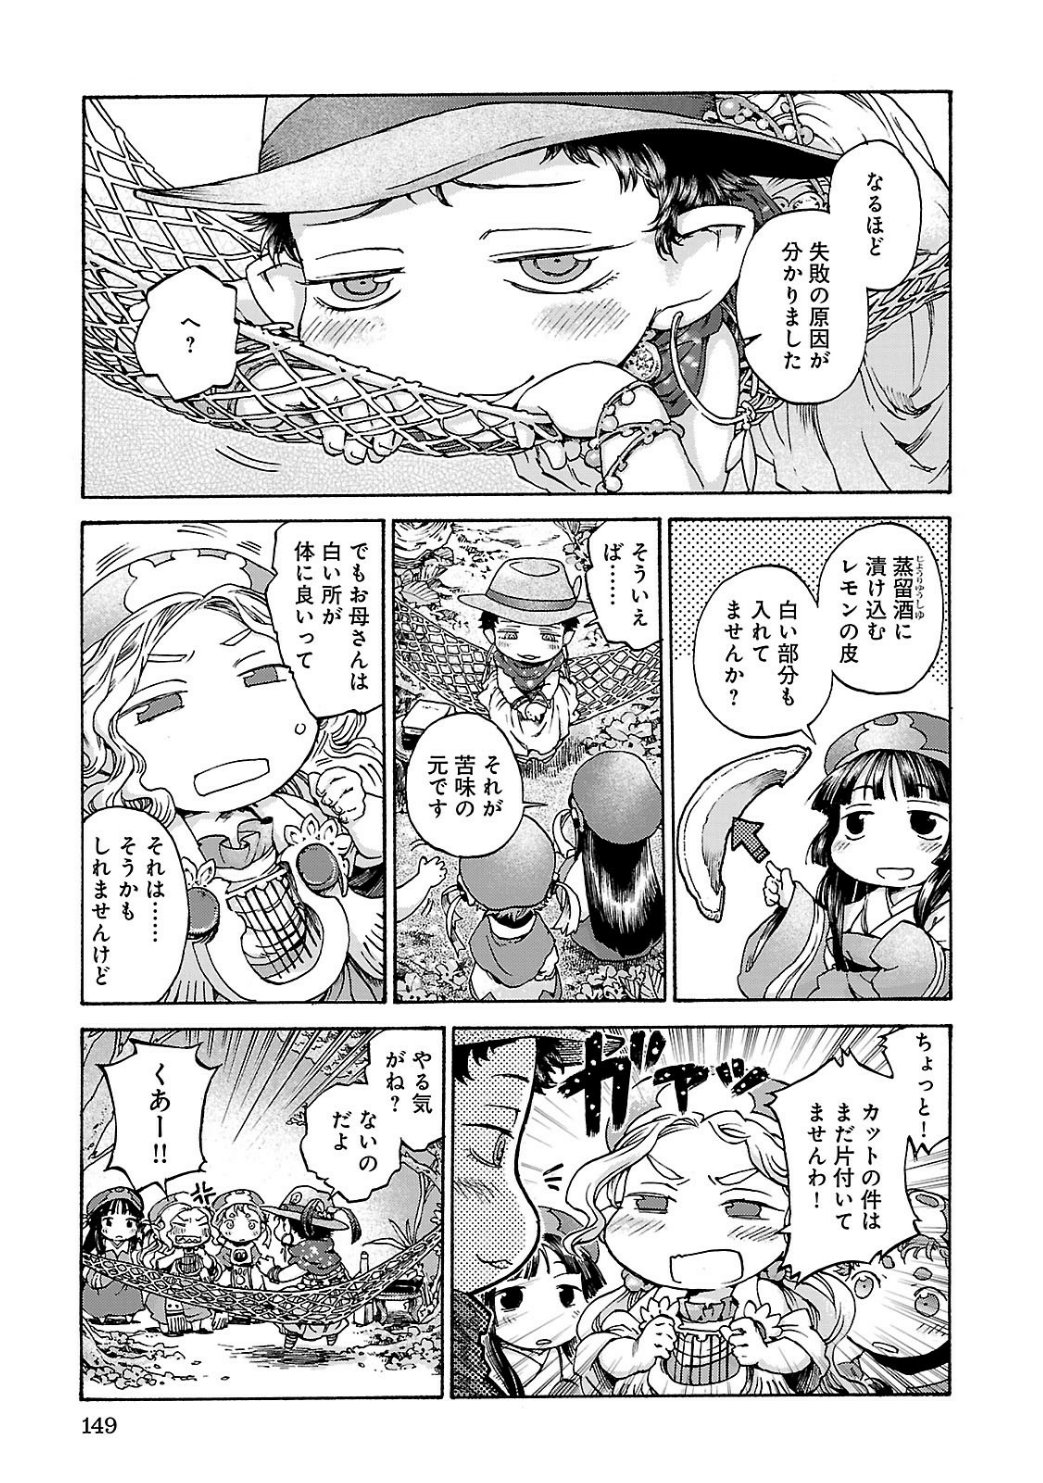 なるほど
失敗の原因が
分かりました
へ?
蒸留酒に
じょうりゅうしゅ
漬け込む
レモンの皮
白い部分も
入れて
ませんか?
そういえ
ば……
それが
苦味の
元です
でもお母さんは
白い所が
体に良いって
それは……
そうかも
しれませんけど
ちょっと!
カットの件は
まだ片付いて
ませんわ!
ガアッ
やる気
がね?
ないの
だよ
くあー!!
149